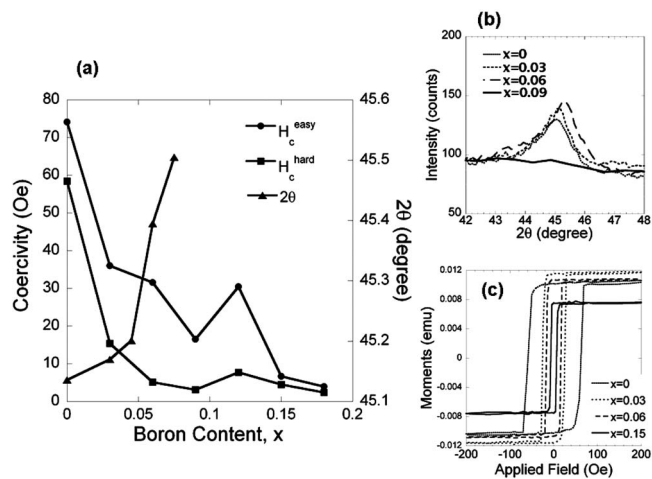 (a)
80
70
60
50
40
30
20
10
0
Coercivity (Oe)
0
0.05
0.1
0.15
0.2
Boron Content, x
45.6
45.5
45.4
45.3
45.2
45.1
2θ (degree)
H_c^easy
H_c^hard
2θ
(b)
200
150
100
50
Intensity (counts)
42 43 44 45 46 47 48
2θ (degree)
x=0
x=0.03
x=0.06
x=0.09
(c)
0.012
0.008
0.004
0
-0.004
-0.008
-0.012
Moments (emu)
-200 -100 0 100 200
Applied Field (Oe)
x=0
x=0.03
x=0.06
x=0.15